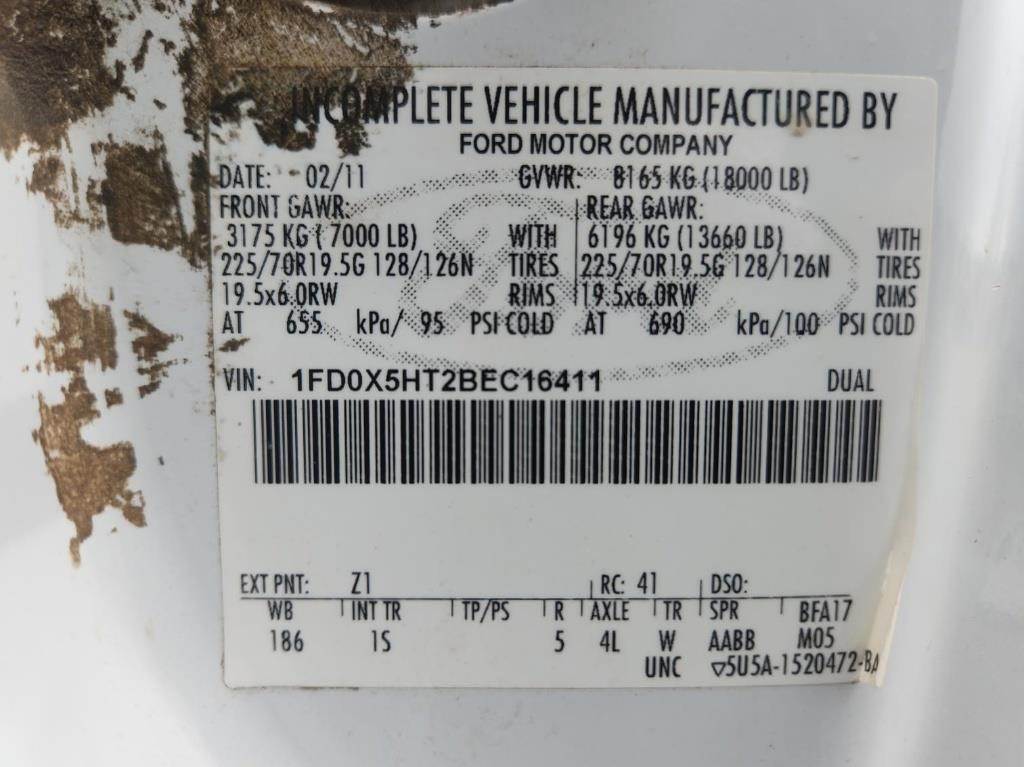 INCOMPLETE VEHICLE MANUFACTURED BY
FORD MOTOR COMPANY
DATE: 02/11 GVWR: 8165 KG (18000 LB)
FRONT GAWR: REAR GAWR:
3175 KG ( 7000 LB) WITH 6196 KG (13660 LB) WITH
225/70R19.5G 128/126N TIRES 225/70R19.5G 128/126N TIRES
19.5x6.0RW RIMS 19.5x6.0RW RIMS
AT 655 kPa/ 95 PSI COLD AT 690 kPa/100 PSI COLD
VIN: 1FD0X5HT2BEC16411 DUAL
EXT PNT: Z1 RC: 41 DSO:
WB INT TR TP/PS R AXLE TR SPR BFA17
186 1S 5 4L W AABB M05
UNC ▽5U5A-1520472-BA